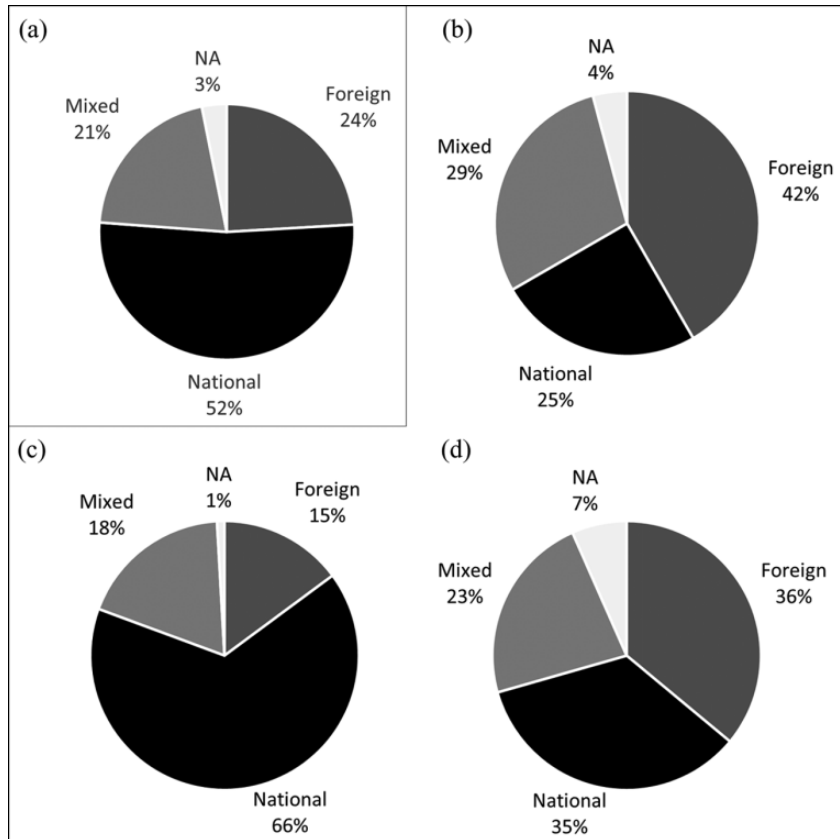 (a)
NA
3%
Foreign
24%
Mixed
21%
National
52%
(b)
NA
4%
Foreign
42%
Mixed
29%
National
25%
(c)
NA
1%
Foreign
15%
Mixed
18%
National
66%
(d)
NA
7%
Foreign
36%
Mixed
23%
National
35%